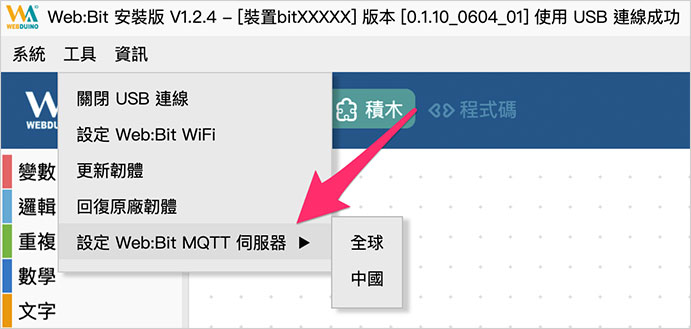 WEBDUINO
Web:Bit 安裝版 V1.2.4 – [裝置bitXXXXX] 版本 [0.1.10_0604_01] 使用 USB 連線成功
系統 工具 資訊
關閉 USB 連線
設定 Web:Bit WiFi
更新韌體
回復原廠韌體
設定 Web:Bit MQTT 伺服器 ▶
全球
中國
WEBDUINO
積木
程式碼
變數
邏輯
重複
數學
文字